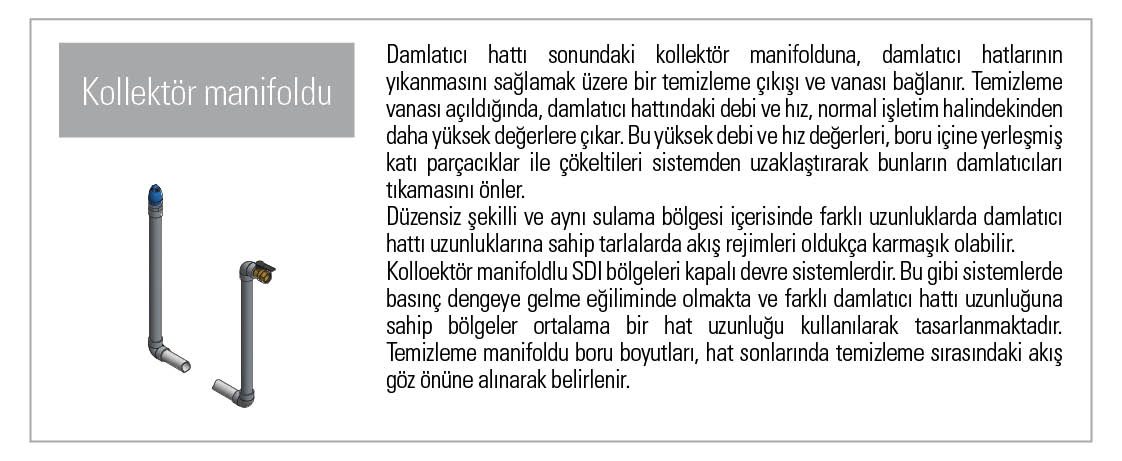 Kollektör manifoldu
Damlatıcı hattı sonundaki kollektör manifolduna, damlatıcı hatlarının
yıkanmasını sağlamak üzere bir temizleme çıkışı ve vanası bağlanır. Temizleme
vanası açıldığında, damlatıcı hattındaki debi ve hız, normal işletim halindekinden
daha yüksek değerlere çıkar. Bu yüksek debi ve hız değerleri, boru içine yerleşmiş
katı parçacıklar ile çökeltileri sistemden uzaklaştırarak bunların damlatıcıları
tıkamasını önler.
Düzensiz şekilli ve aynı sulama bölgesi içerisinde farklı uzunluklarda damlatıcı
hattı uzunluklarına sahip tarlalarda akış rejimleri oldukça karmaşık olabilir.
Kolloektör manifoldlu SDI bölgeleri kapalı devre sistemlerdir. Bu gibi sistemlerde
basınç dengeye gelme eğiliminde olmakta ve farklı damlatıcı hattı uzunluğuna
sahip bölgeler ortalama bir hat uzunluğu kullanılarak tasarlanmaktadır.
Temizleme manifoldu boru boyutları, hat sonlarında temizleme sırasındaki akış
göz önüne alınarak belirlenir.